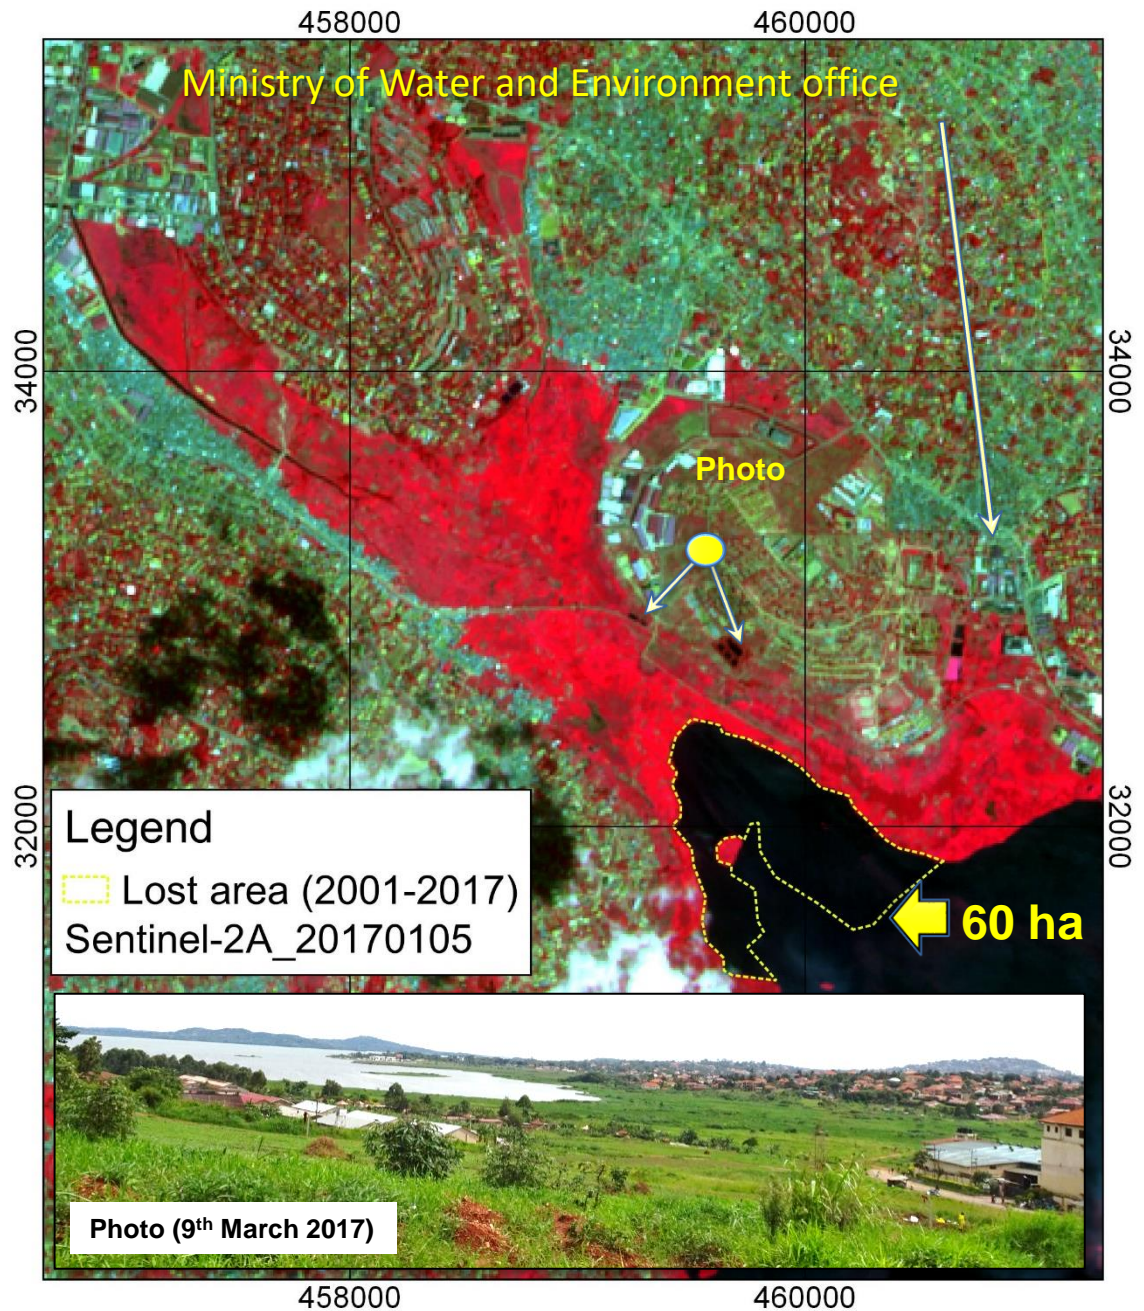 458000
460000
Ministry of Water and Environment office
34000
34000
Photo
32000
32000
Legend
Lost area (2001-2017)
Sentinel-2A_20170105
60 ha
Photo (9th March 2017)
458000
460000